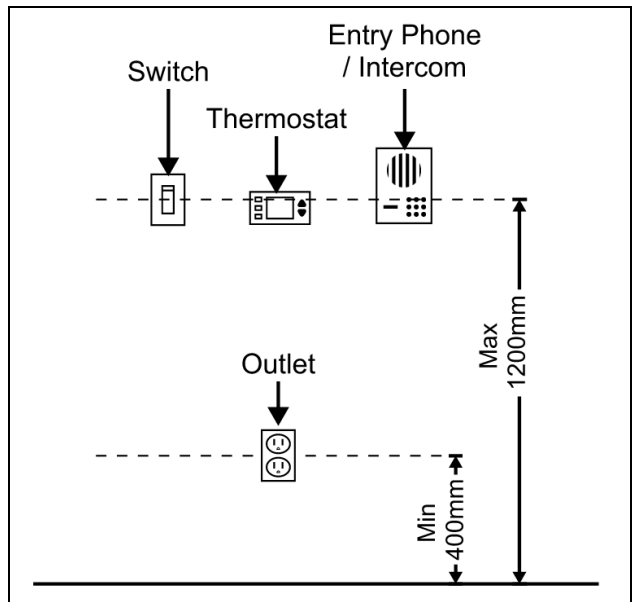 Entry Phone
/ Intercom
Switch
Thermostat
Max
1200mm
Outlet
Min
400mm